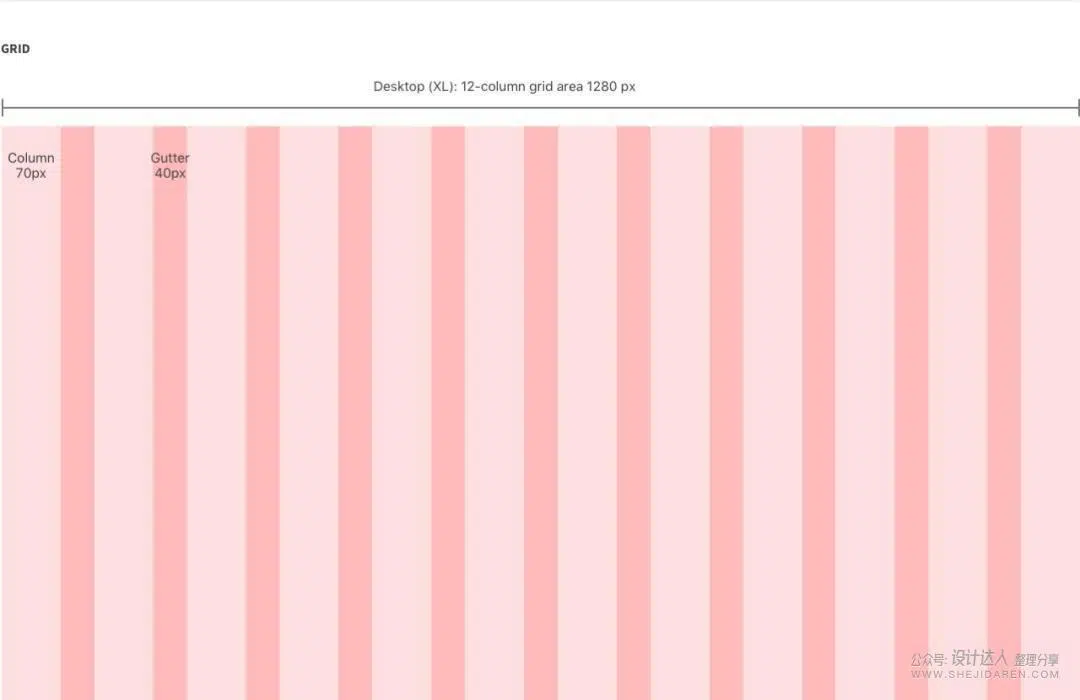 GRID
Desktop (XL): 12-column grid area 1280 px
Column
70px
Gutter
40px
公众号: 设计达人 整理分享
WWW.SHEJIDAREN.COM